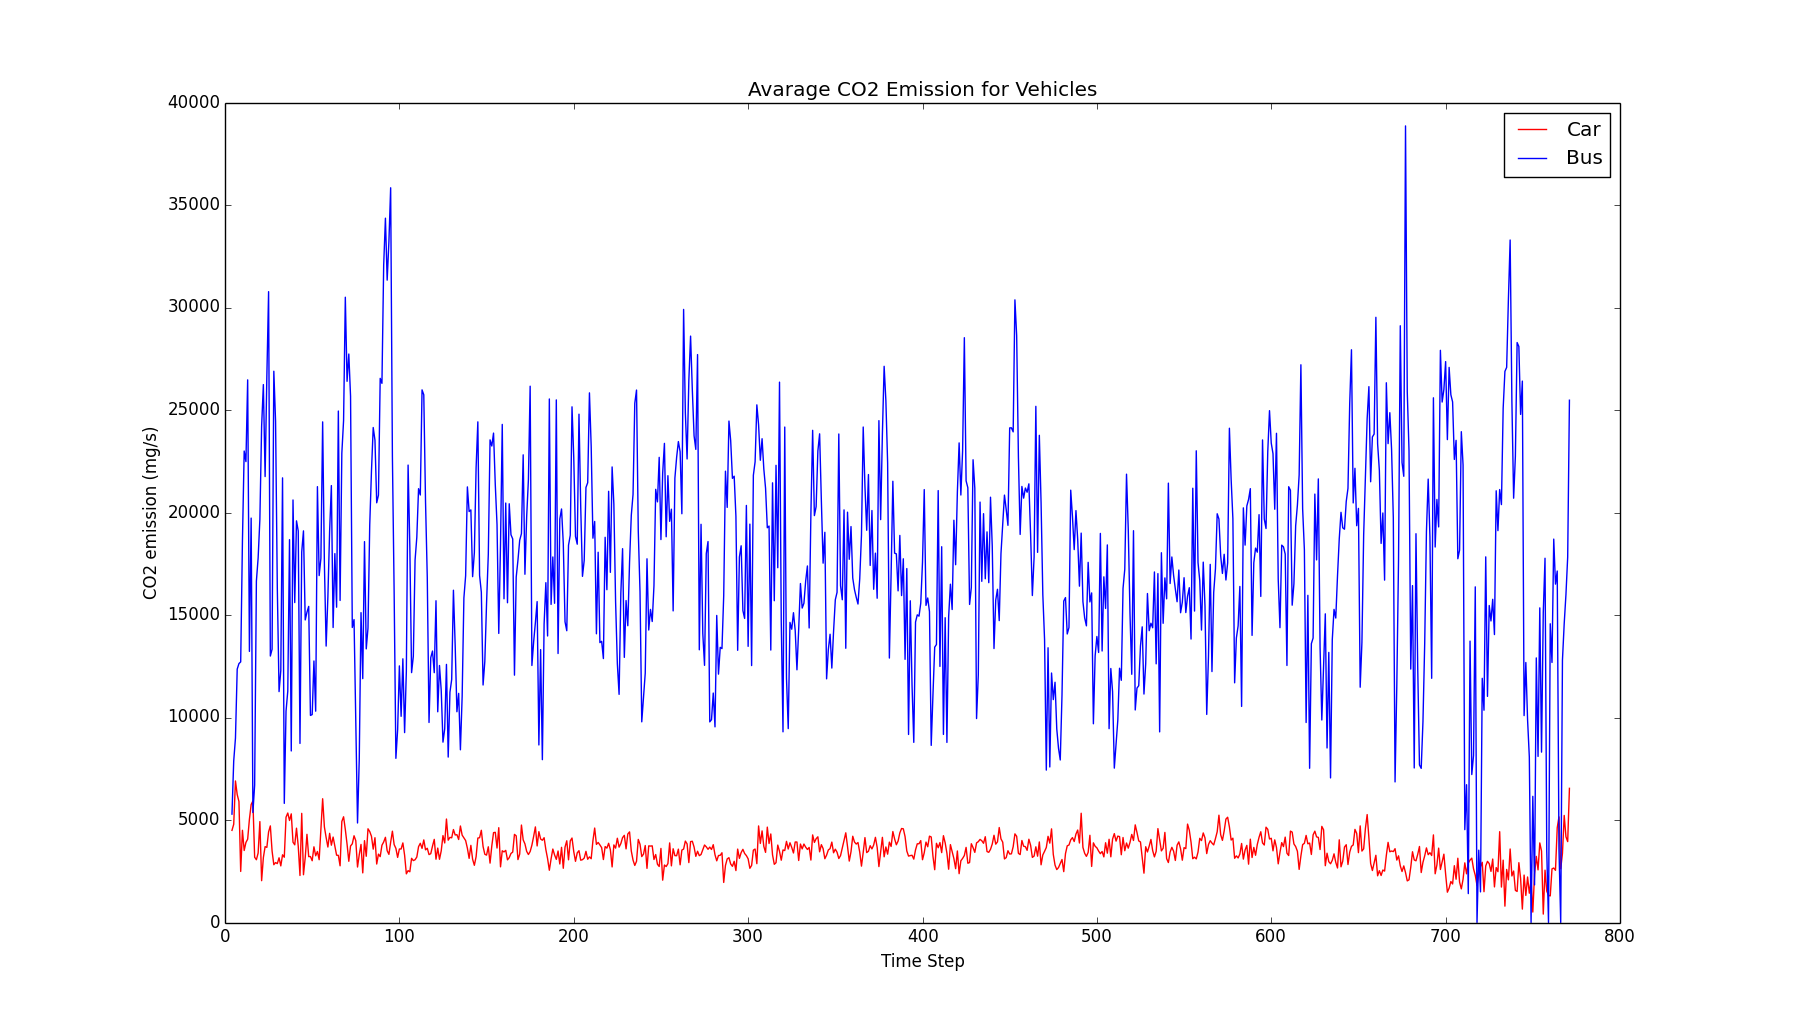 Avarage CO2 Emission for Vehicles
40000
35000
30000
25000
20000
15000
10000
5000
0
CO2 emission (mg/s)
Car
Bus
0 100 200 300 400 500 600 700 800
Time Step